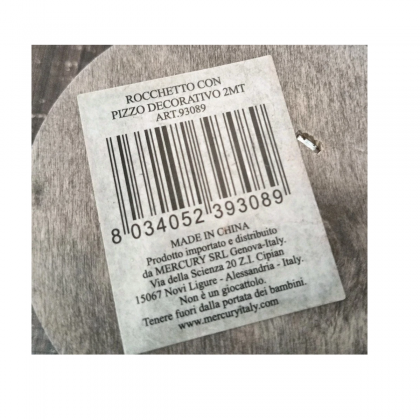 ROCCHETTO CON
PIZZO DECORATIVO 2MT
ART.93089
8 034052 393089
MADE IN CHINA
Prodotto importato e distribuito
da MERCURY SRL Genova-Italy.
Via della Scienza 20 Z.I. Cipian
15067 Novi Ligure - Alessandria - Italy.
Non è un giocattolo.
Tenere fuori dalla portata dei bambini.
www.mercuryitaly.com